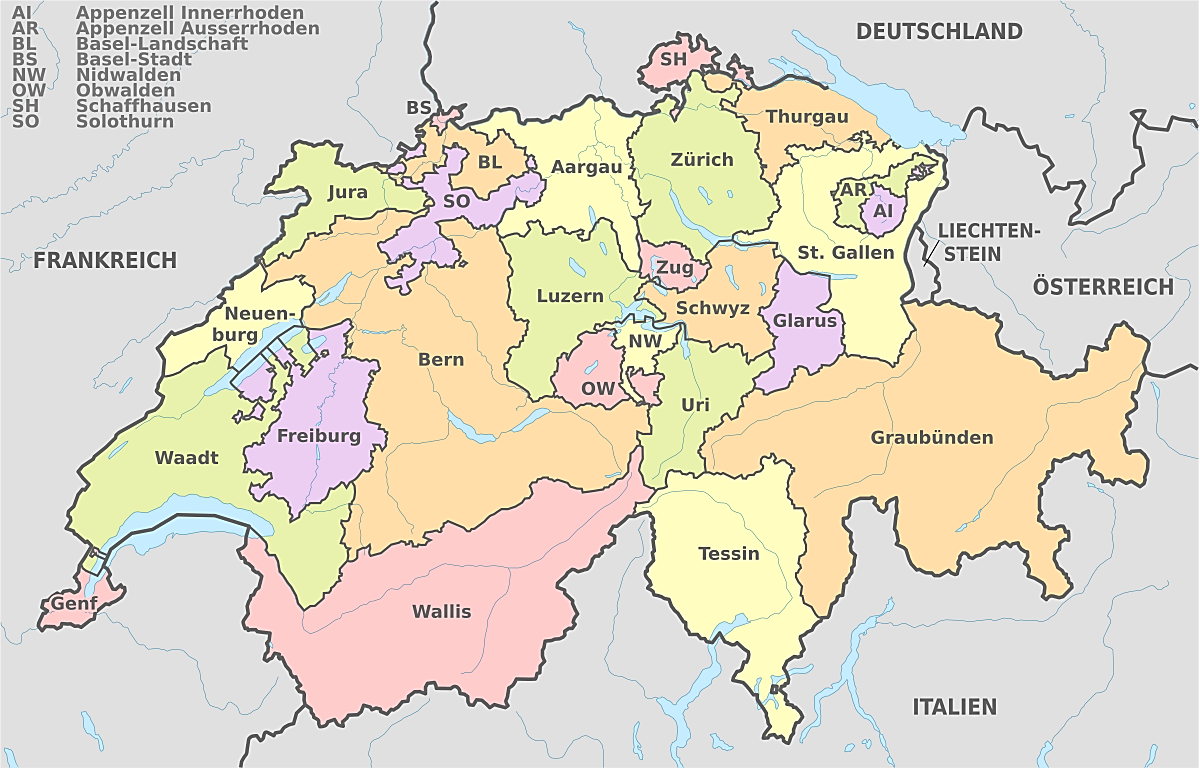 AI Appenzell Innerrhoden
AR Appenzell Ausserrhoden
BL Basel-Landschaft
BS Basel-Stadt
NW Nidwalden
OW Obwalden
SH Schaffhausen
SO Solothurn
DEUTSCHLAND
SH
BS
Thurgau
BL
Aargau
Zürich
Jura
SO
AR
AI
FRANKREICH
St. Gallen
LIECHTEN-
STEIN
Zug
ÖSTERREICH
Luzern
Schwyz
Neuen-
burg
Glarus
NW
Bern
OW
Uri
Freiburg
Graubünden
Waadt
Tessin
Genf
Wallis
ITALIEN